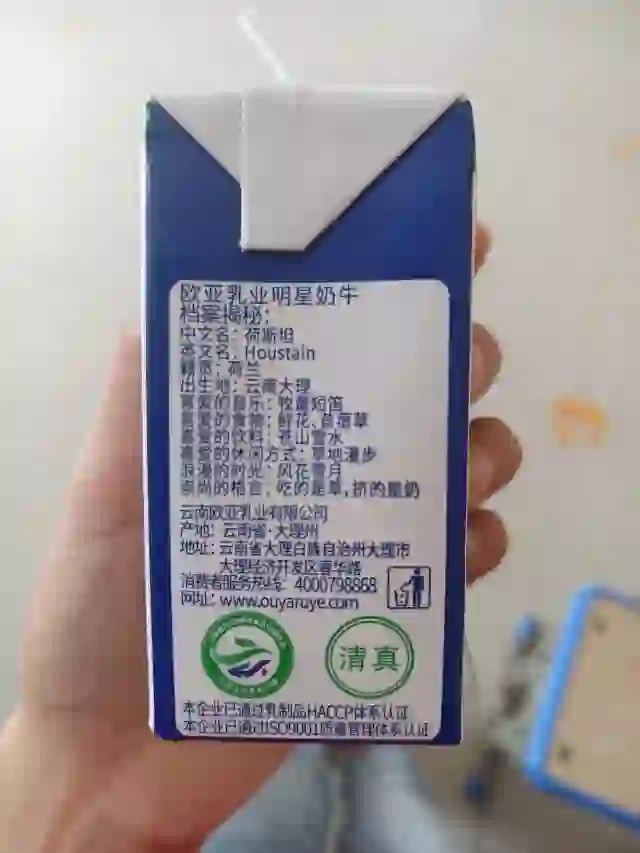 欧亚乳业明星奶牛
档案揭秘:
中文名: 荷斯坦
英文名: Houstain
籍贯: 荷兰
出生地: 云南大理
喜爱的音乐: 牧童短笛
喜爱的食物: 鲜花、苜蓿草
喜爱的饮料: 苍山雪水
喜爱的休闲方式: 草地漫步
浪漫的时光: 风花雪月
崇尚的格言: 吃的是草,挤的是奶
云南欧亚乳业有限公司
产地: 云南省·大理州
地址: 云南省大理白族自治州大理市
大理经济开发区春华路
消费者服务热线: 4000798868
网址: www.ouyaruye.com
清真
本企业已通过乳制品HACCP体系认证
本企业已通过ISO9001质量管理体系认证